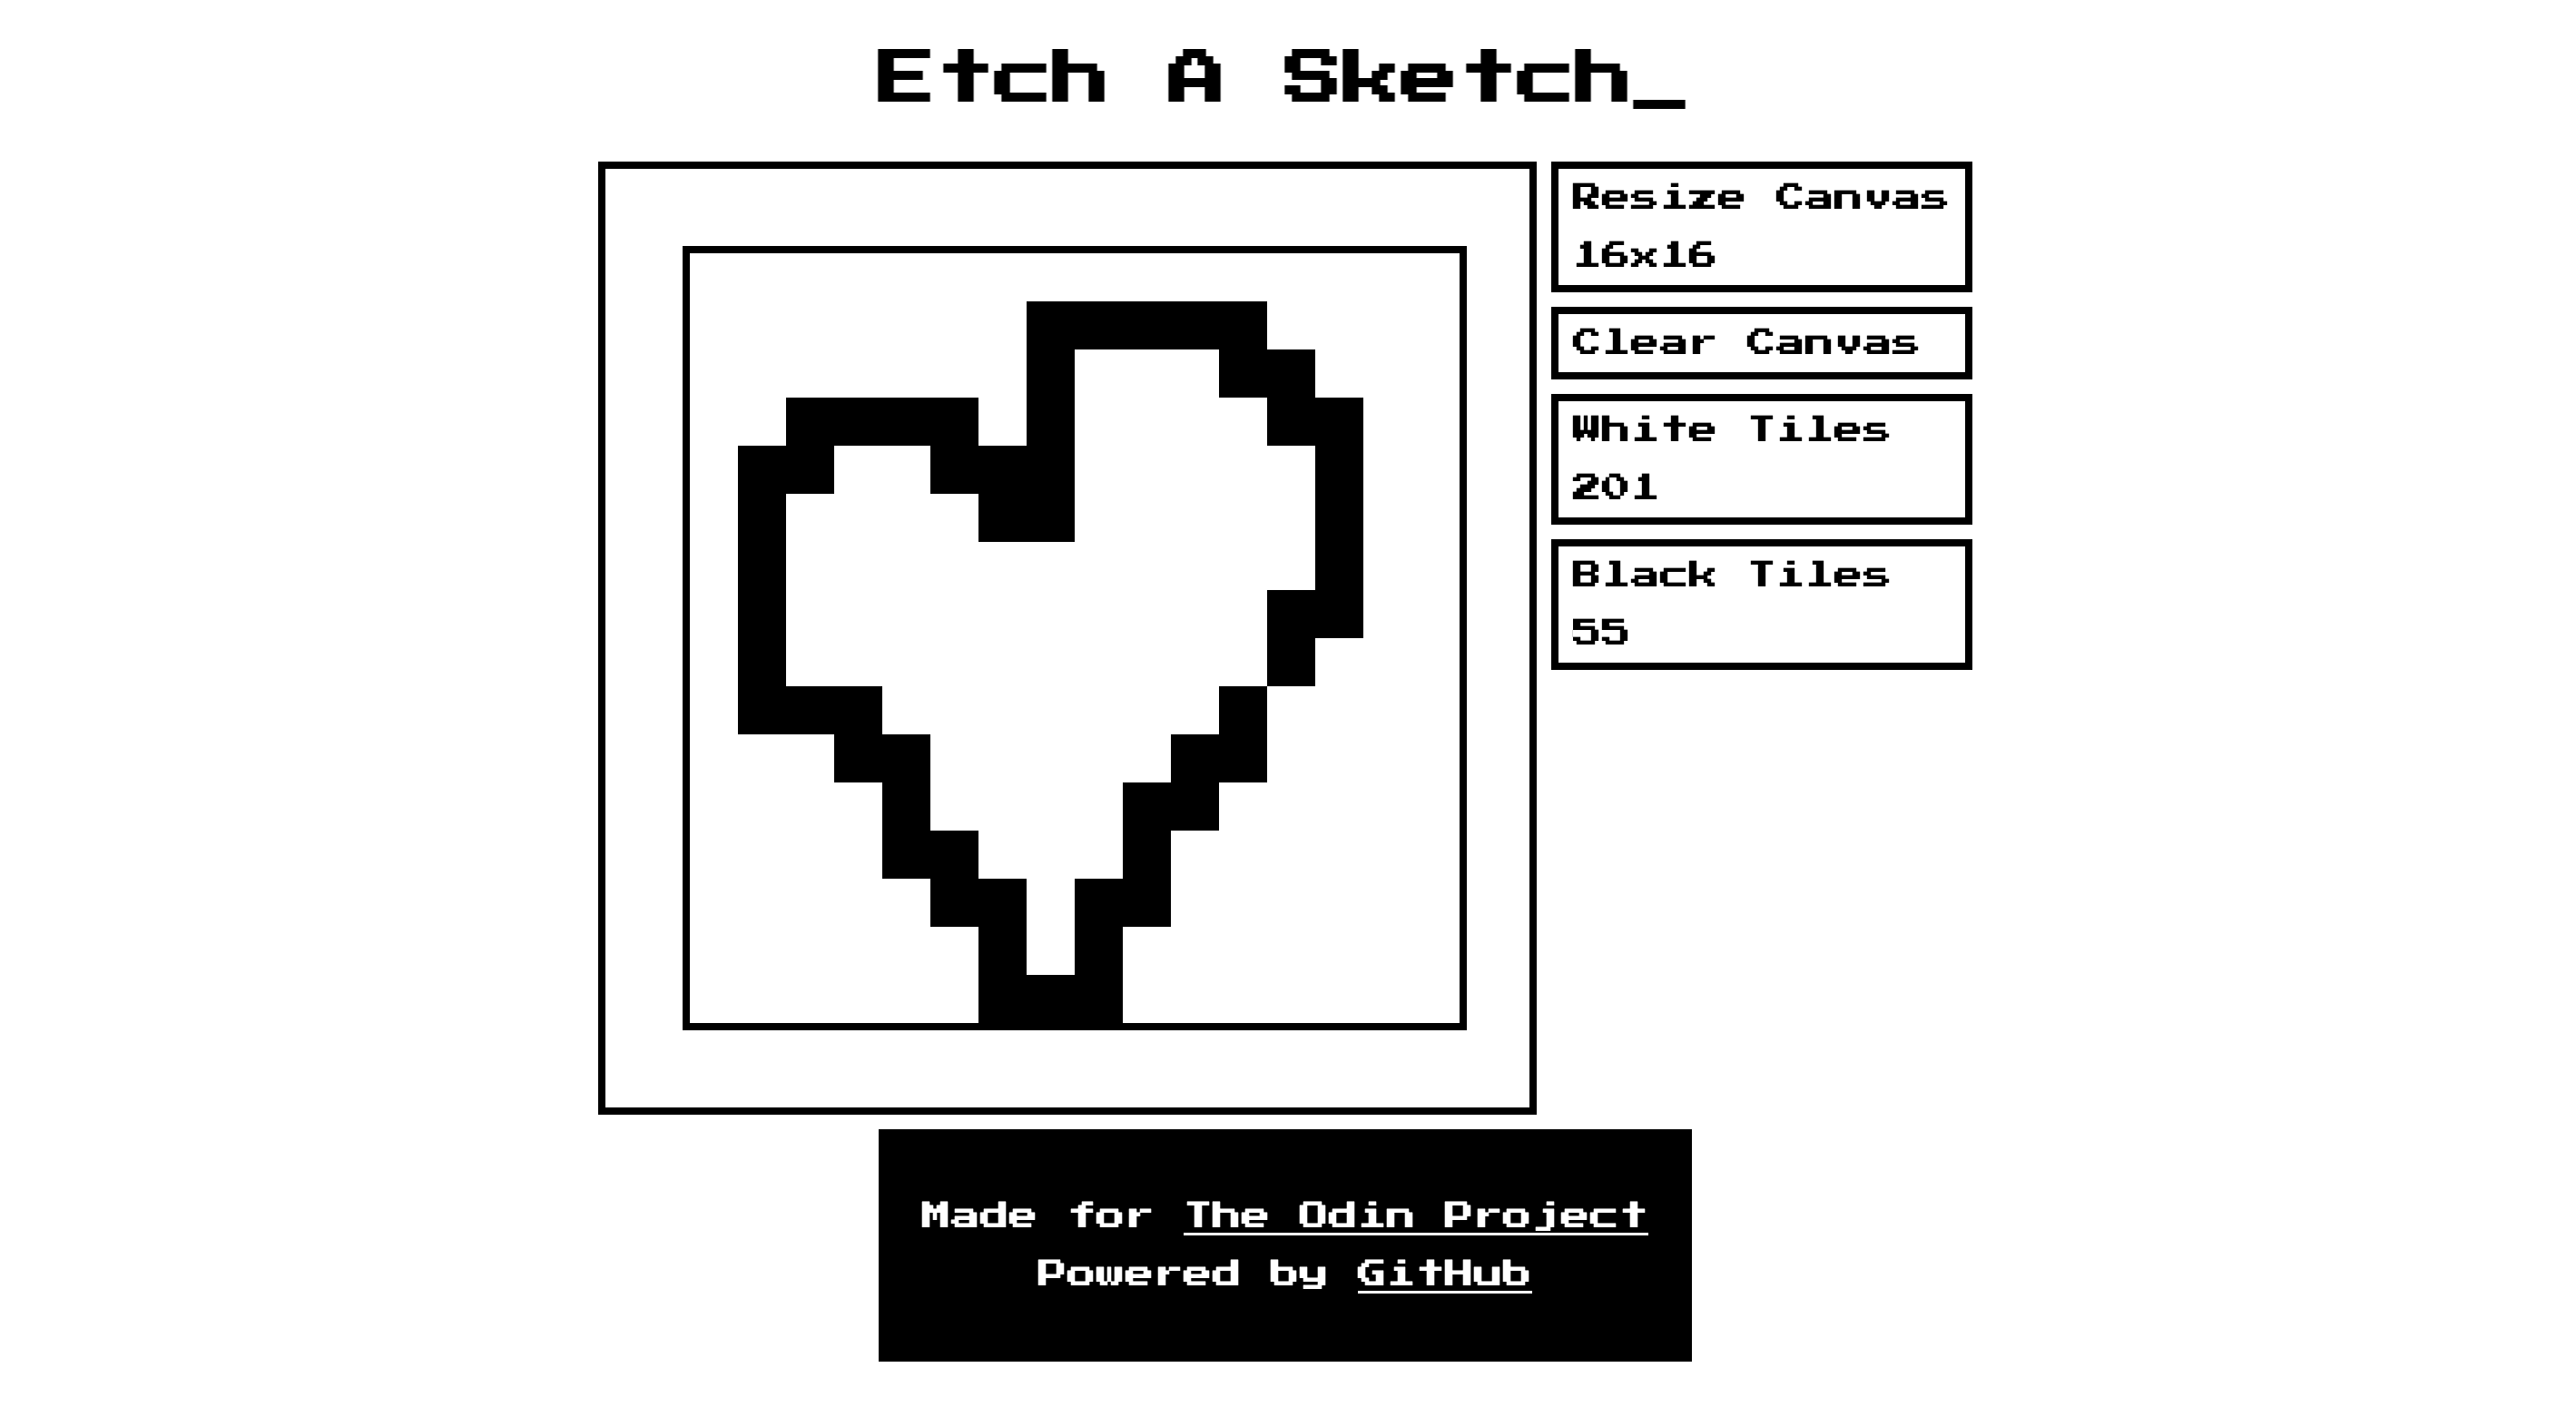 Etch A Sketch_
Resize Canvas
16x16
Clear Canvas
White Tiles
201
Black Tiles
55
Made for The Odin Project
Powered by GitHub